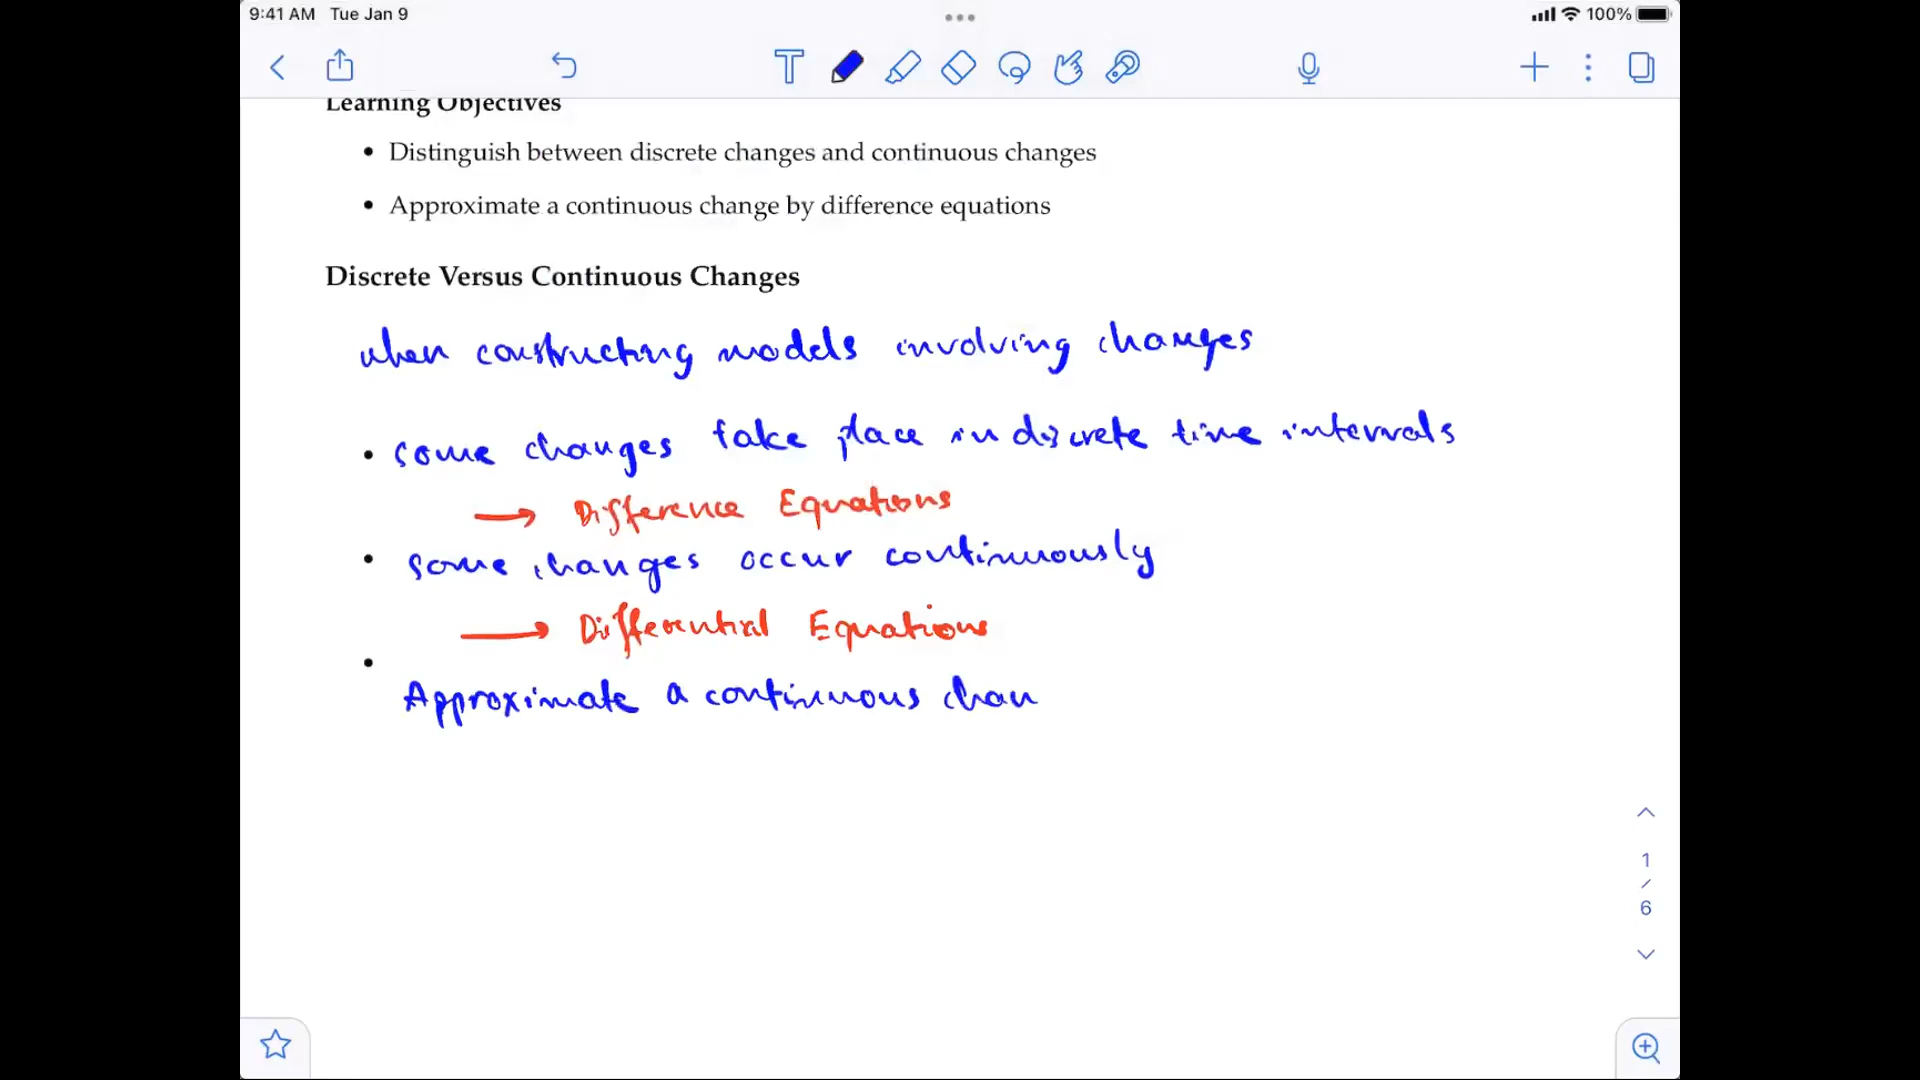 9:41 AM Tue Jan 9
100%
Learning Objectives
• Distinguish between discrete changes and continuous changes
• Approximate a continuous change by difference equations
Discrete Versus Continuous Changes
when constructing models involving changes
• some changes take place in discrete time intervals
→ Difference Equations
• some changes occur continuously
→ Differential Equations
•
Approximate a continuous chan
1
/
6